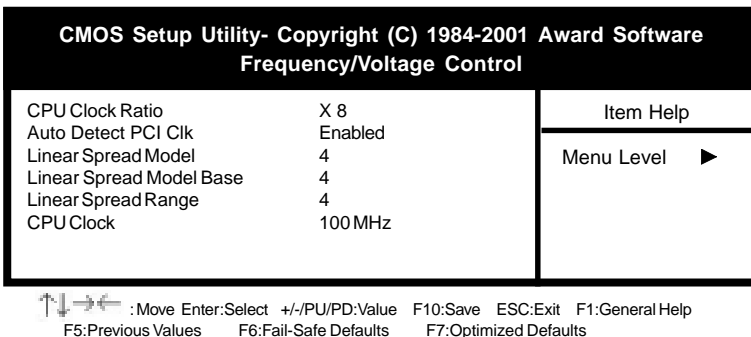 CMOS Setup Utility- Copyright (C) 1984-2001 Award Software
Frequency/Voltage Control
CPU Clock Ratio X 8
Auto Detect PCI Clk Enabled
Linear Spread Model 4
Linear Spread Model Base 4
Linear Spread Range 4
CPU Clock 100 MHz
Item Help
Menu Level ►
↑↓→← : Move Enter:Select +/-/PU/PD:Value F10:Save ESC:Exit F1:General Help
F5:Previous Values F6:Fail-Safe Defaults F7:Optimized Defaults